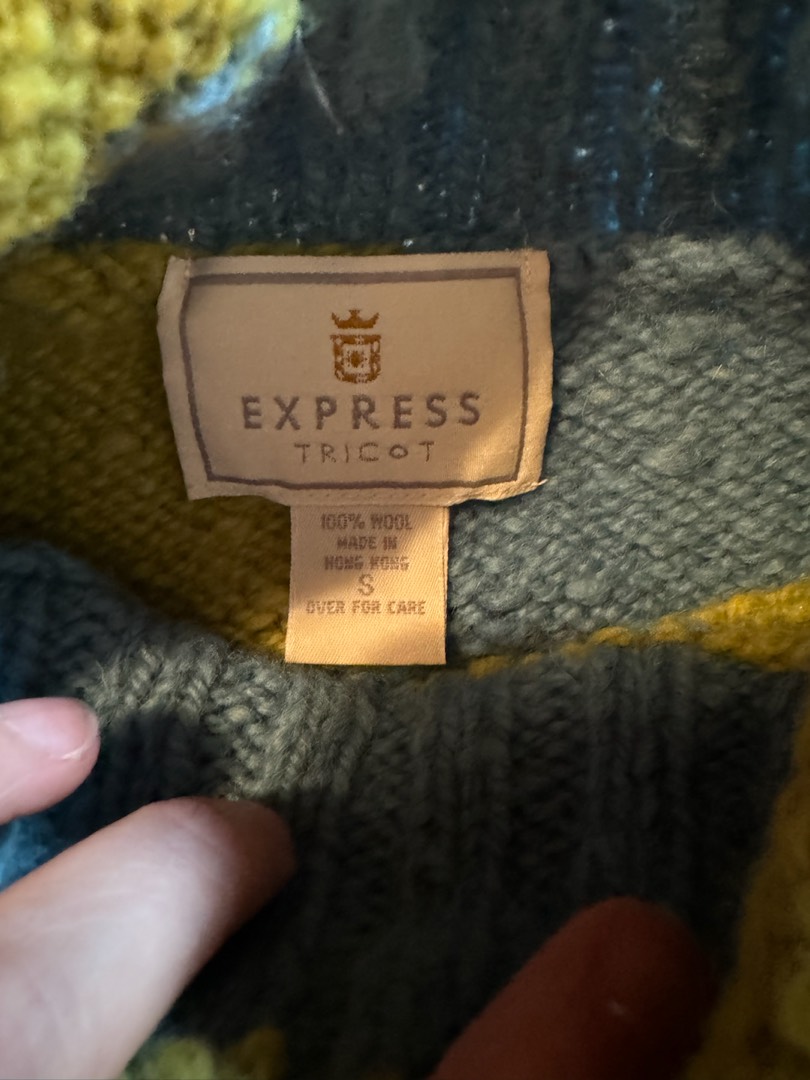 EXPRESS
TRICOT
100% WOOL
MADE IN
HONG KONG
S
OVER FOR CARE